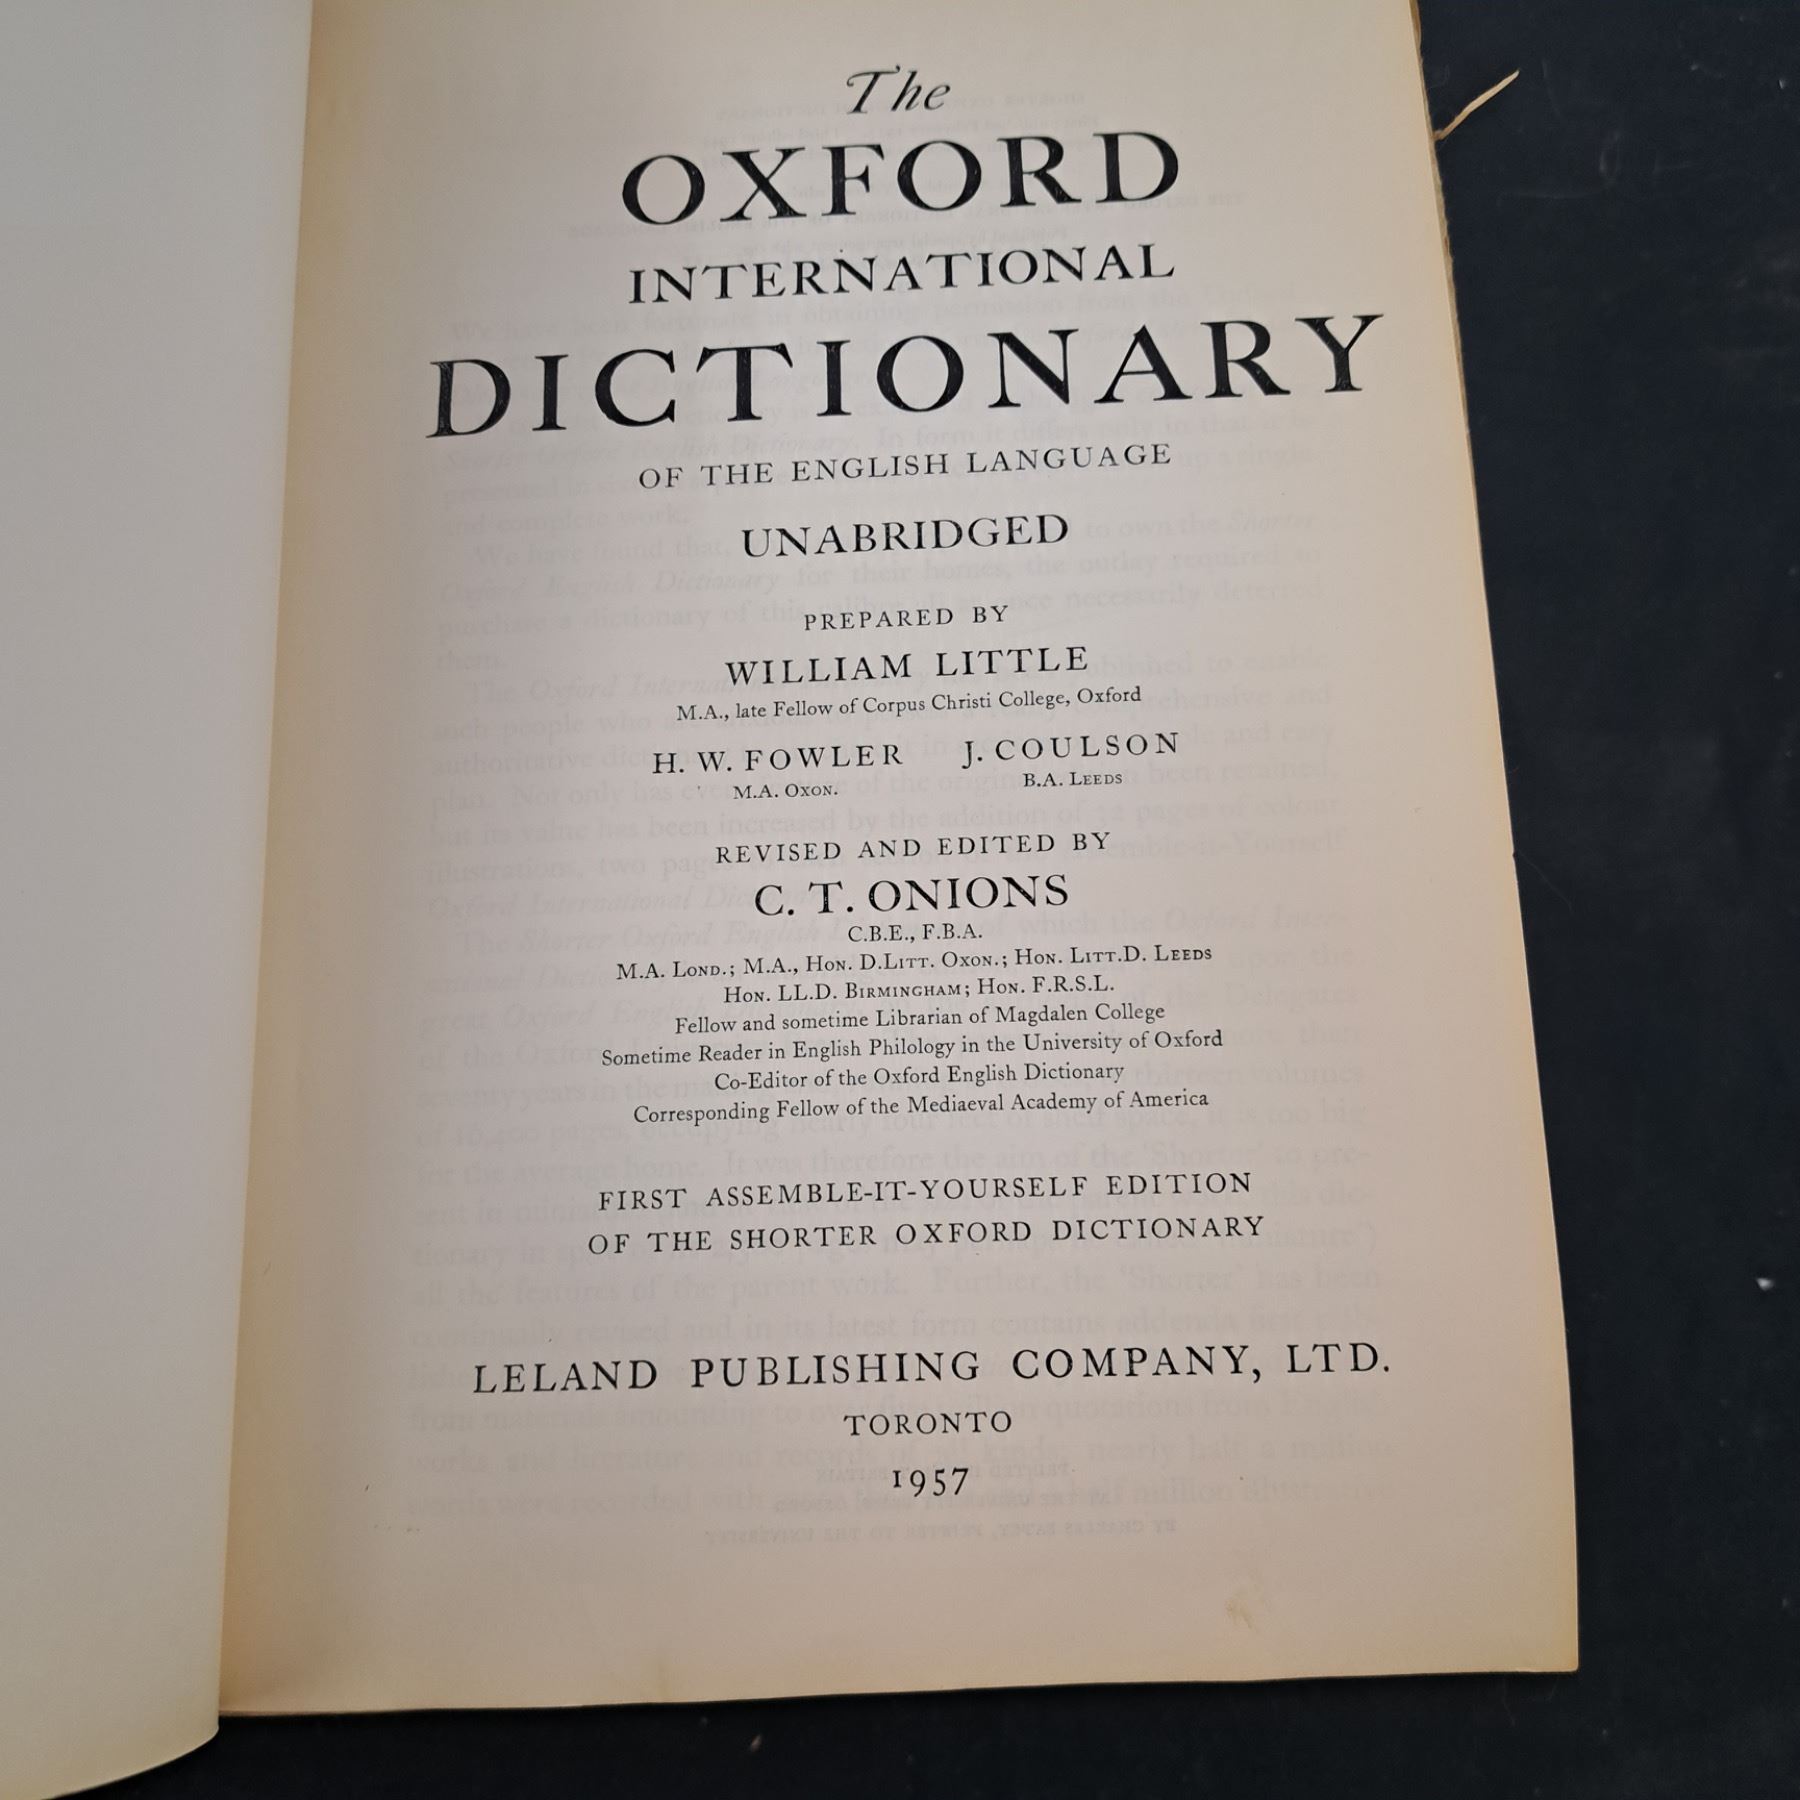 The
OXFORD
INTERNATIONAL
DICTIONARY
OF THE ENGLISH LANGUAGE
UNABRIDGED
PREPARED BY
WILLIAM LITTLE
M.A., late Fellow of Corpus Christi College, Oxford
H. W. FOWLER J. COULSON
M.A. OXON. B.A. LEEDS
REVISED AND EDITED BY
C. T. ONIONS
C.B.E., F.B.A.
M.A. LOND.; M.A., HON. D.LITT. OXON.; HON. LITT.D. LEEDS
HON. LL.D. BIRMINGHAM; HON. F.R.S.L.
Fellow and sometime Librarian of Magdalen College
Sometime Reader in English Philology in the University of Oxford
Co-Editor of the Oxford English Dictionary
Corresponding Fellow of the Mediaeval Academy of America
FIRST ASSEMBLE-IT-YOURSELF EDITION
OF THE SHORTER OXFORD DICTIONARY
LELAND PUBLISHING COMPANY, LTD.
TORONTO
1957